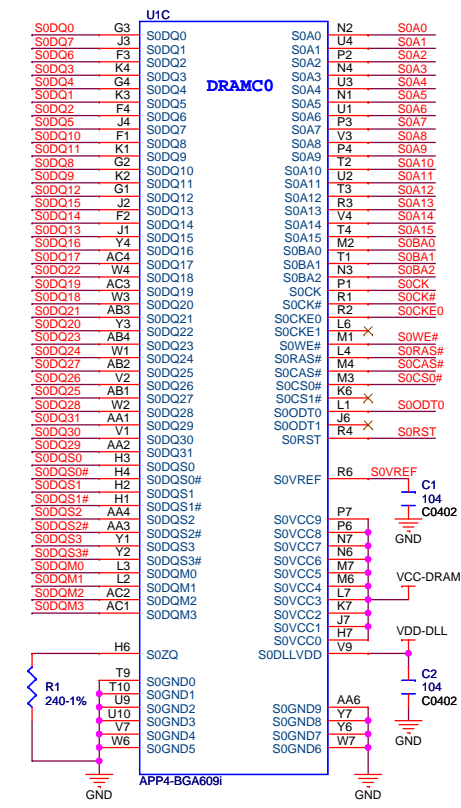 U1C
DRAMC0
S0DQ0 G3 S0DQ0 S0A0 N2 S0A0
S0DQ7 J3 S0DQ1 S0A1 U4 S0A1
S0DQ6 F3 S0DQ2 S0A2 P2 S0A2
S0DQ3 K4 S0DQ3 S0A3 N4 S0A3
S0DQ4 G4 S0DQ4 S0A4 U3 S0A4
S0DQ1 K3 S0DQ5 S0A5 N1 S0A5
S0DQ2 F4 S0DQ6 S0A6 U1 S0A6
S0DQ5 J4 S0DQ7 S0A7 P3 S0A7
S0DQ10 F1 S0DQ8 S0A8 V3 S0A8
S0DQ11 K1 S0DQ9 S0A9 P4 S0A9
S0DQ8 G2 S0DQ10 S0A10 T2 S0A10
S0DQ9 K2 S0DQ11 S0A11 U2 S0A11
S0DQ12 G1 S0DQ12 S0A12 T3 S0A12
S0DQ15 J2 S0DQ13 S0A13 R3 S0A13
S0DQ14 F2 S0DQ14 S0A14 V4 S0A14
S0DQ13 J1 S0DQ15 S0A15 T4 S0A15
S0DQ16 Y4 S0DQ16 S0BA0 M2 S0BA0
S0DQ17 AC4 S0DQ17 S0BA1 T1 S0BA1
S0DQ22 W4 S0DQ18 S0BA2 N3 S0BA2
S0DQ19 AC3 S0DQ19 S0CK P1 S0CK
S0DQ18 W3 S0DQ20 S0CK# R1 S0CK#
S0DQ21 AB3 S0DQ21 S0CKE0 R2 S0CKE0
S0DQ20 Y3 S0DQ22 S0CKE1 L6
S0DQ23 AB4 S0DQ23 S0WE# M1 S0WE#
S0DQ24 W1 S0DQ24 S0RAS# L4 S0RAS#
S0DQ27 AB2 S0DQ25 S0CAS# M4 S0CAS#
S0DQ26 V2 S0DQ26 S0CS0# M3 S0CS0#
S0DQ25 AB1 S0DQ27 S0CS1# K6
S0DQ28 W2 S0DQ28 S0ODT0 L1 S0ODT0
S0DQ31 AA1 S0DQ29 S0ODT1 J6
S0DQ30 V1 S0DQ30 S0RST R4 S0RST
S0DQ29 AA2 S0DQ31
S0DQS0 H3 S0DQS0
S0DQS0# H4 S0DQS0# S0VREF R6 S0VREF
S0DQS1 H2 S0DQS1
S0DQS1# H1 S0DQS1#
S0DQS2 AA4 S0DQS2
S0DQS2# AA3 S0DQS2#
S0DQS3 Y1 S0DQS3
S0DQS3# Y2 S0DQS3#
S0DQM0 L3 S0DQM0
S0DQM1 L2 S0DQM1
S0DQM2 AC2 S0DQM2
S0DQM3 AC1 S0DQM3
C1
104
C0402
GND
S0VCC9 P7
S0VCC8 P6
S0VCC7 N7
S0VCC6 N6
S0VCC5 M7
S0VCC4 M6
S0VCC3 L7
S0VCC2 K7
S0VCC1 J7
S0VCC0 H7
VCC-DRAM
VDD-DLL
H6 S0ZQ S0DLLVDD V9
R1
240-1%
C2
104
C0402
GND
T9 S0GND0
T10 S0GND1
U9 S0GND2 S0GND9 AA6
U10 S0GND3 S0GND8 Y7
V7 S0GND4 S0GND7 Y6
W6 S0GND5 S0GND6 W7
APP4-BGA609i
GND
GND